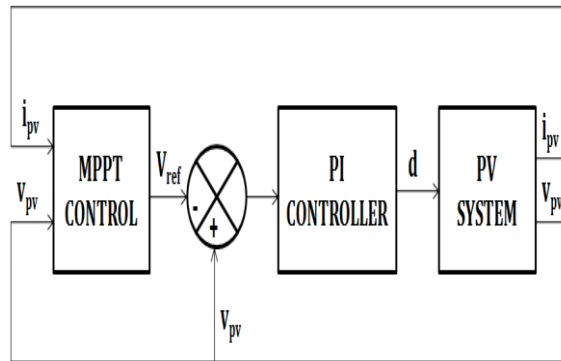 i_pv
v_pv
MPPT
CONTROL
V_ref
-
+
v_pv
PI
CONTROLLER
d
PV
SYSTEM
i_pv
v_pv